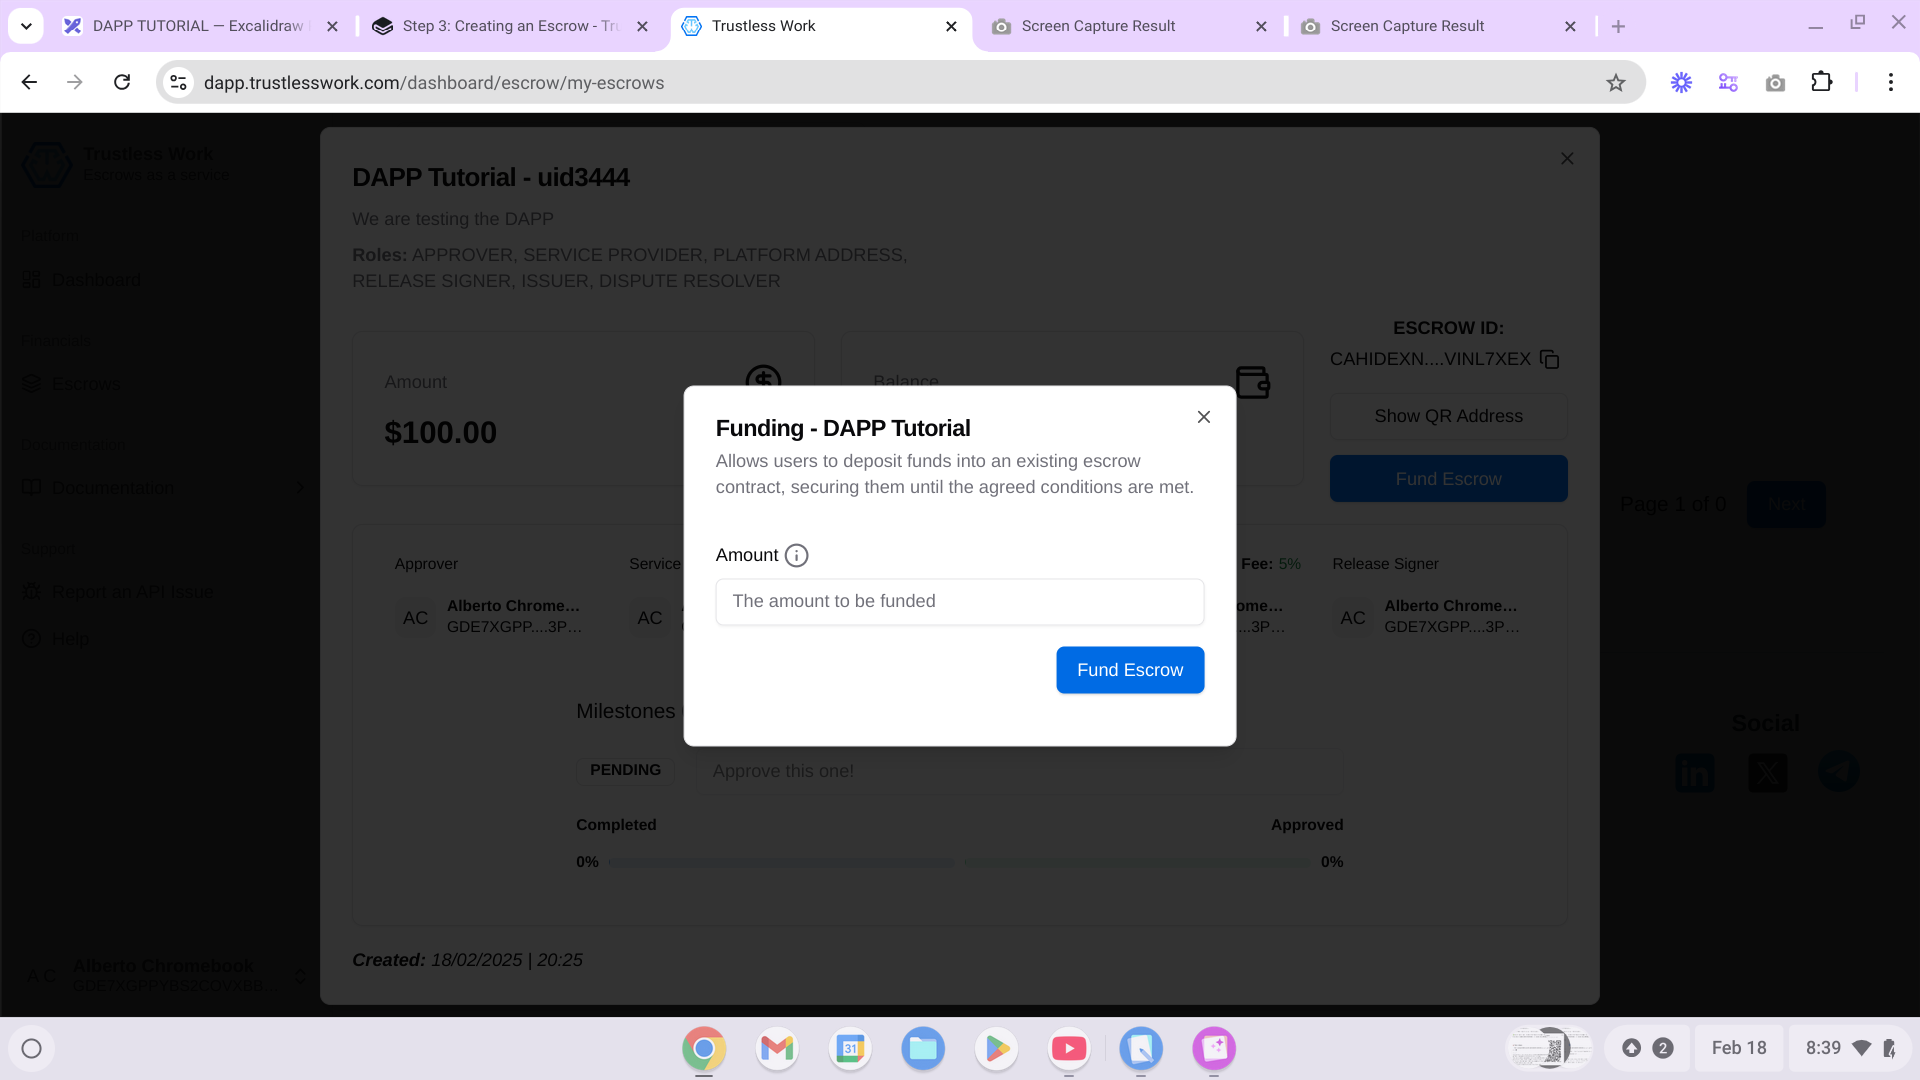 DAPP TUTORIAL — Excalidraw
Step 3: Creating an Escrow - Tru
Trustless Work
Screen Capture Result
Screen Capture Result
dapp.trustlesswork.com/dashboard/escrow/my-escrows
Trustless Work
Escrows as a service
Platform
Dashboard
Financials
Escrows
Documentation
Documentation
Support
Report an API Issue
Help
Alberto Chromebook
AC
DAPP Tutorial - uid3444
We are testing the DAPP
Roles: APPROVER, SERVICE PROVIDER, PLATFORM ADDRESS,
RELEASE SIGNER, ISSUER, DISPUTE RESOLVER
Amount
$100.00
Balance
ESCROW ID:
CAHIDEXN....VINL7XEX
Show QR Address
Fund Escrow
Page 1 of 0
Next
Funding - DAPP Tutorial
Allows users to deposit funds into an existing escrow
contract, securing them until the agreed conditions are met.
Amount
The amount to be funded
Fund Escrow
Approver
AC
Alberto Chrome...
GDE7XGPP....3P...
Service
AC
Fee: 5%
ome...
...3P...
Release Signer
AC
Alberto Chrome...
GDE7XGPP....3P...
Milestones
PENDING
Approve this one!
Completed
Approved
0%
0%
Created: 18/02/2025 | 20:25
Social
31
2
Feb 18
8:39